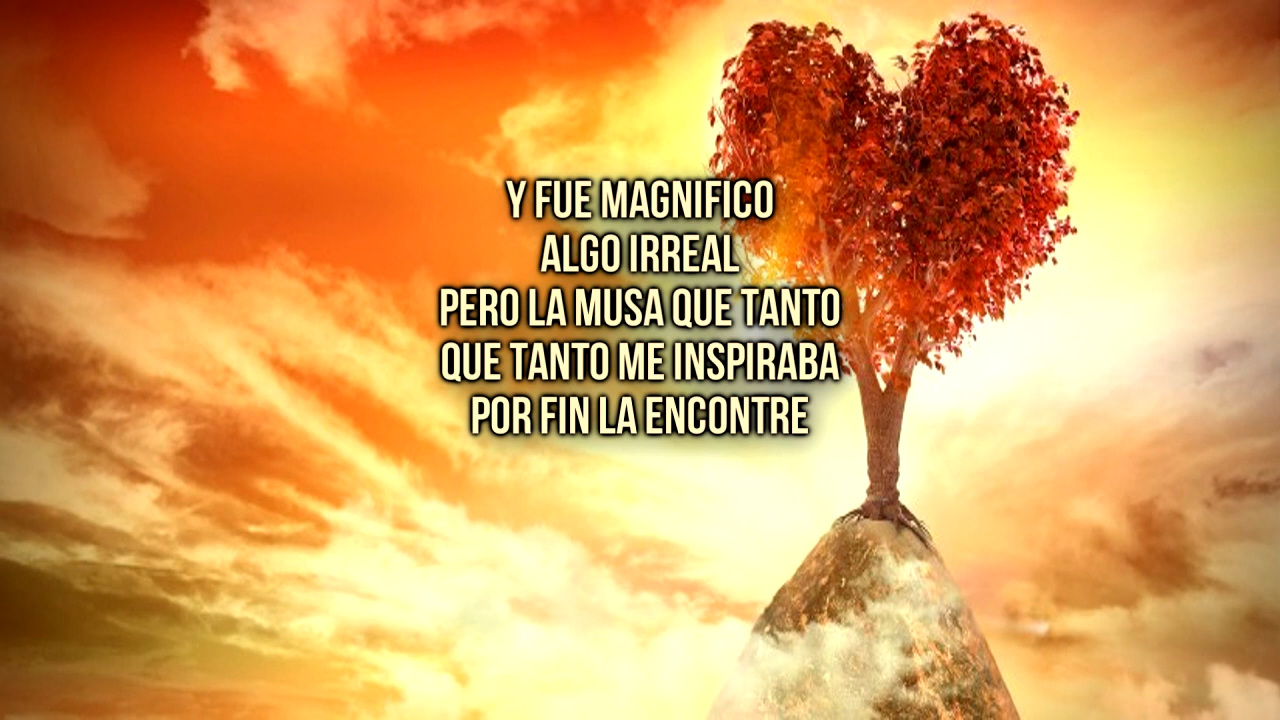 Y FUE MAGNIFICO
ALGO IRREAL
PERO LA MUSA QUE TANTO
QUE TANTO ME INSPIRABA
POR FIN LA ENCONTRE